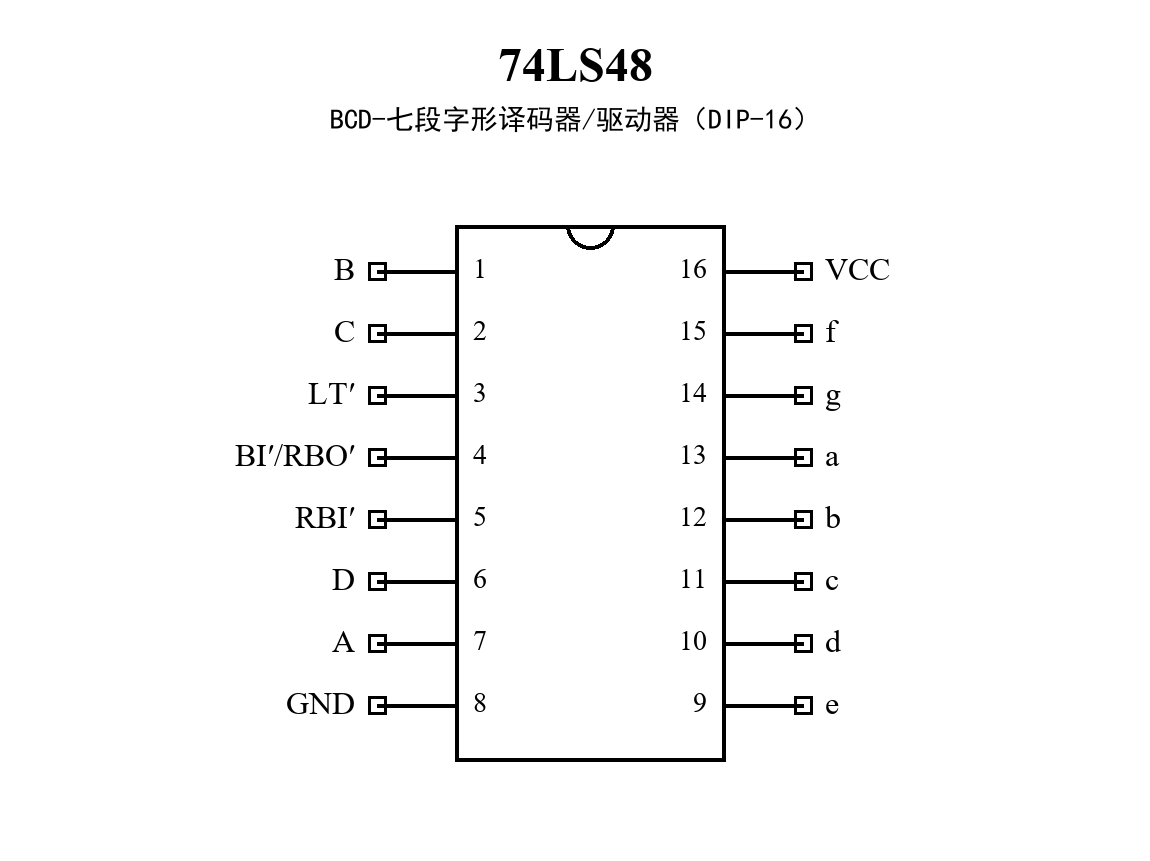 74LS48
BCD-七段字形译码器/驱动器（DIP-16）
B 1 16 VCC
C 2 15 f
LT′ 3 14 g
BI′/RBO′ 4 13 a
RBI′ 5 12 b
D 6 11 c
A 7 10 d
GND 8 9 e